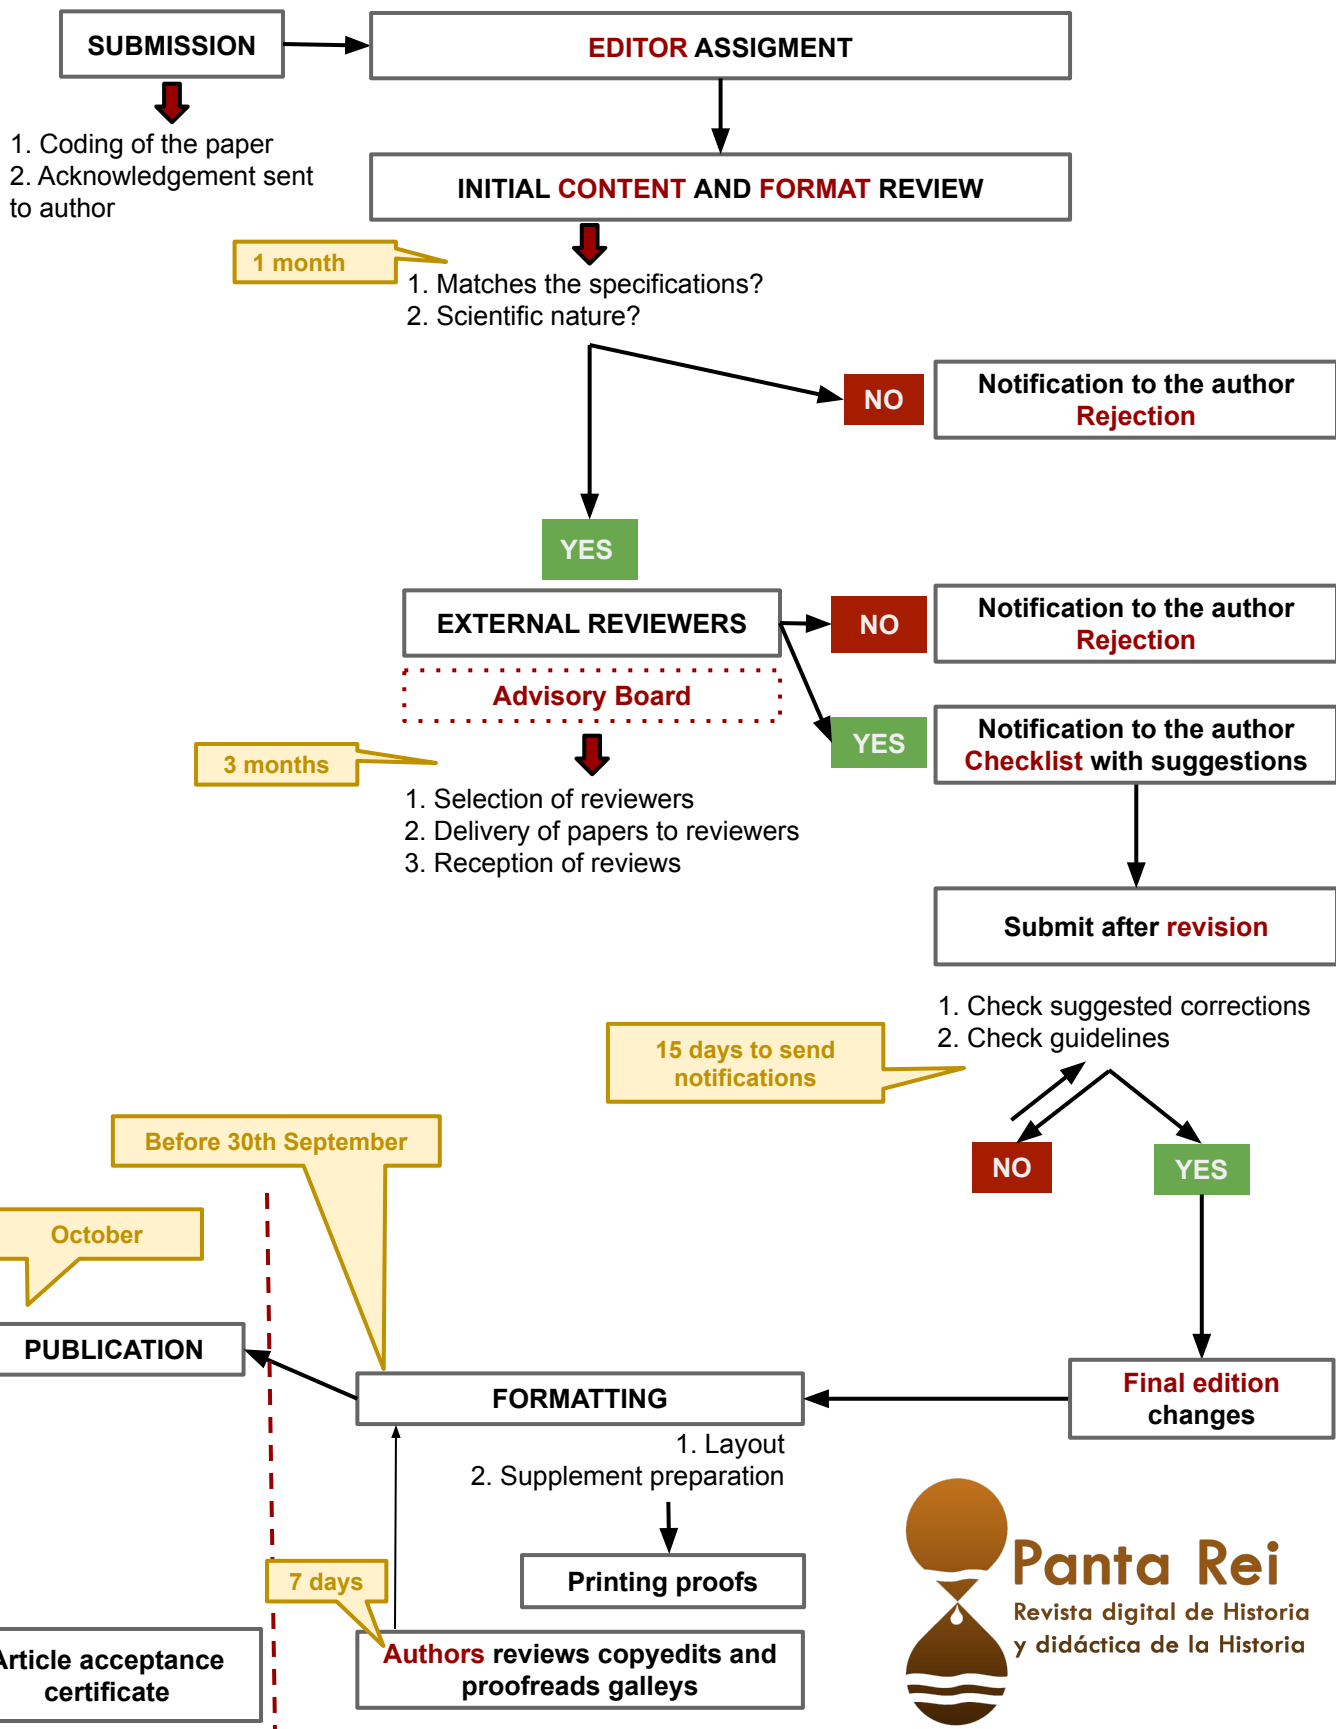 SUBMISSION
EDITOR ASSIGMENT
1. Coding of the paper
2. Acknowledgement sent
to author
INITIAL CONTENT AND FORMAT REVIEW
1 month
1. Matches the specifications?
2. Scientific nature?
NO
Notification to the author
Rejection
YES
EXTERNAL REVIEWERS
NO
Notification to the author
Rejection
Advisory Board
YES
Notification to the author
Checklist with suggestions
3 months
1. Selection of reviewers
2. Delivery of papers to reviewers
3. Reception of reviews
Submit after revision
1. Check suggested corrections
2. Check guidelines
15 days to send
notifications
Before 30th September
NO
YES
October
PUBLICATION
FORMATTING
Final edition
changes
1. Layout
2. Supplement preparation
Printing proofs
7 days
Authors reviews copyedits and
proofreads galleys
Article acceptance
certificate
Panta Rei
Revista digital de Historia
y didáctica de la Historia